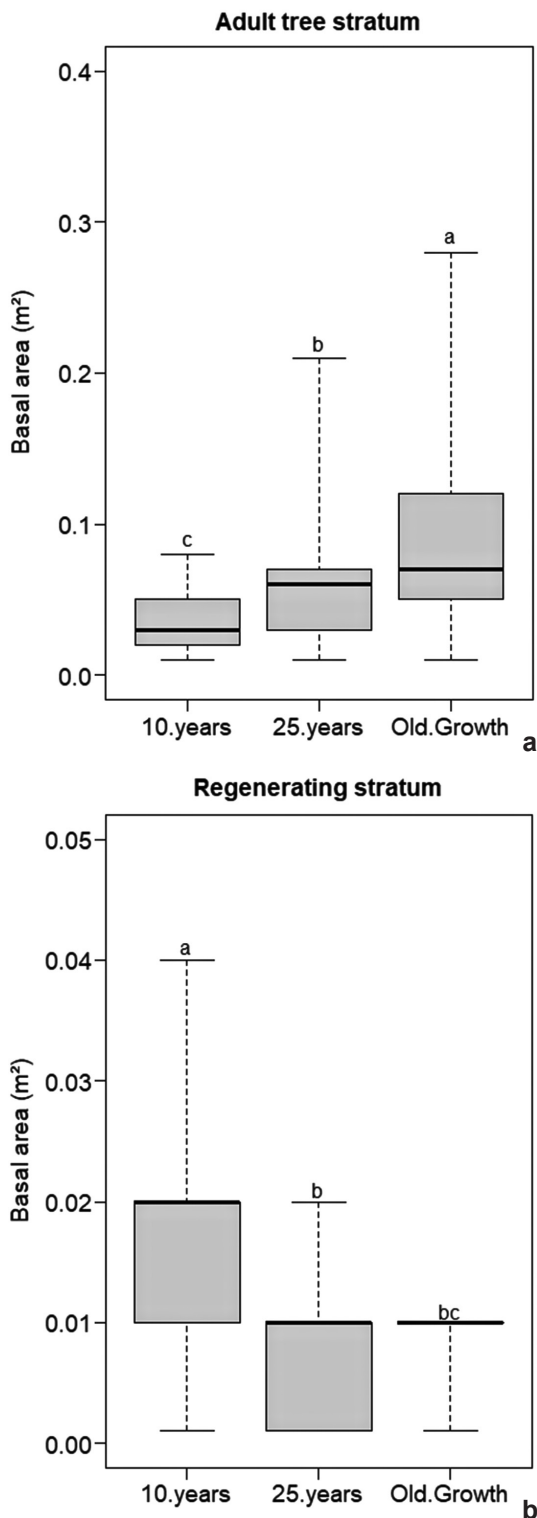 Adult tree stratum
0.4
0.3
0.2
0.1
0.0
Basal area (m²)
c
b
a
10.years 25.years Old.Growth
a
Regenerating stratum
0.05
0.04
0.03
0.02
0.01
0.00
Basal area (m²)
a
b
bc
10.years 25.years Old.Growth
b